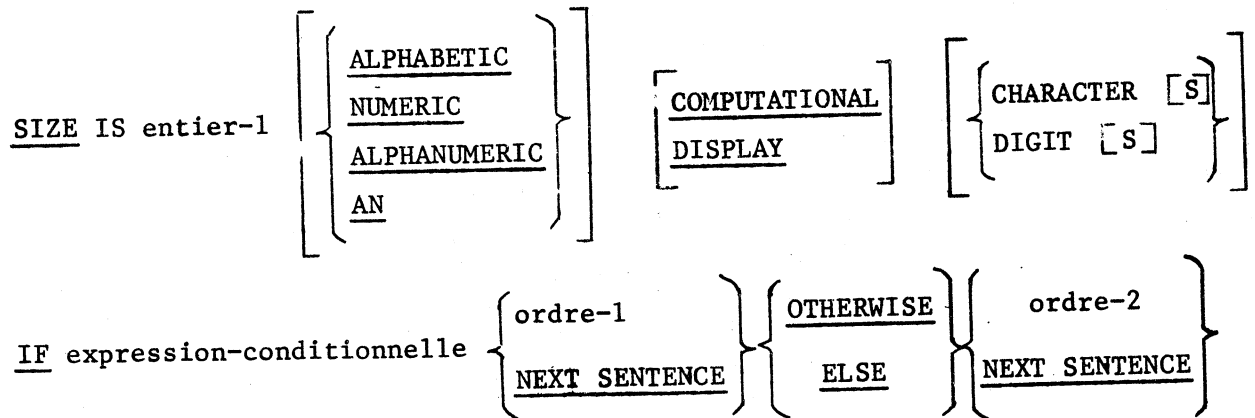 ALPHABETIC
NUMERIC
SIZE IS entier-1
ALPHANUMERIC
AN
COMPUTATIONAL
DISPLAY
CHARACTER [S]
DIGIT [S]
IF expression-conditionnelle
ordre-1
NEXT SENTENCE
OTHERWISE
ELSE
ordre-2
NEXT SENTENCE